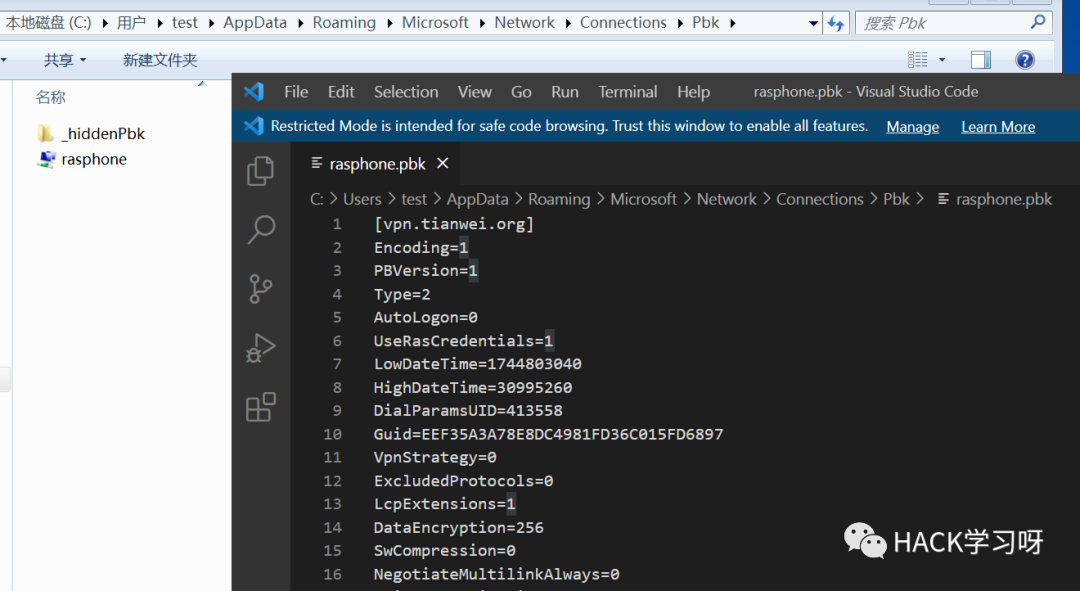 本地磁盘 (C:) 用户 test AppData Roaming Microsoft Network Connections Pbk 搜索 Pbk
共享 新建文件夹
名称
_hiddenPbk
rasphone
File Edit Selection View Go Run Terminal Help rasphone.pbk - Visual Studio Code
Restricted Mode is intended for safe code browsing. Trust this window to enable all features. Manage Learn More
rasphone.pbk
C: > Users > test > AppData > Roaming > Microsoft > Network > Connections > Pbk > rasphone.pbk
1 [vpn.tianwei.org]
2 Encoding=1
3 PBVersion=1
4 Type=2
5 AutoLogon=0
6 UseRasCredentials=1
7 LowDateTime=1744803040
8 HighDateTime=30995260
9 DialParamsUID=413558
10 Guid=EEF35A3A78E8DC4981FD36C015FD6897
11 VpnStrategy=0
12 ExcludedProtocols=0
13 LcpExtensions=1
14 DataEncryption=256
15 SwCompression=0
16 NegotiateMultilinkAlways=0
HACK学习呀